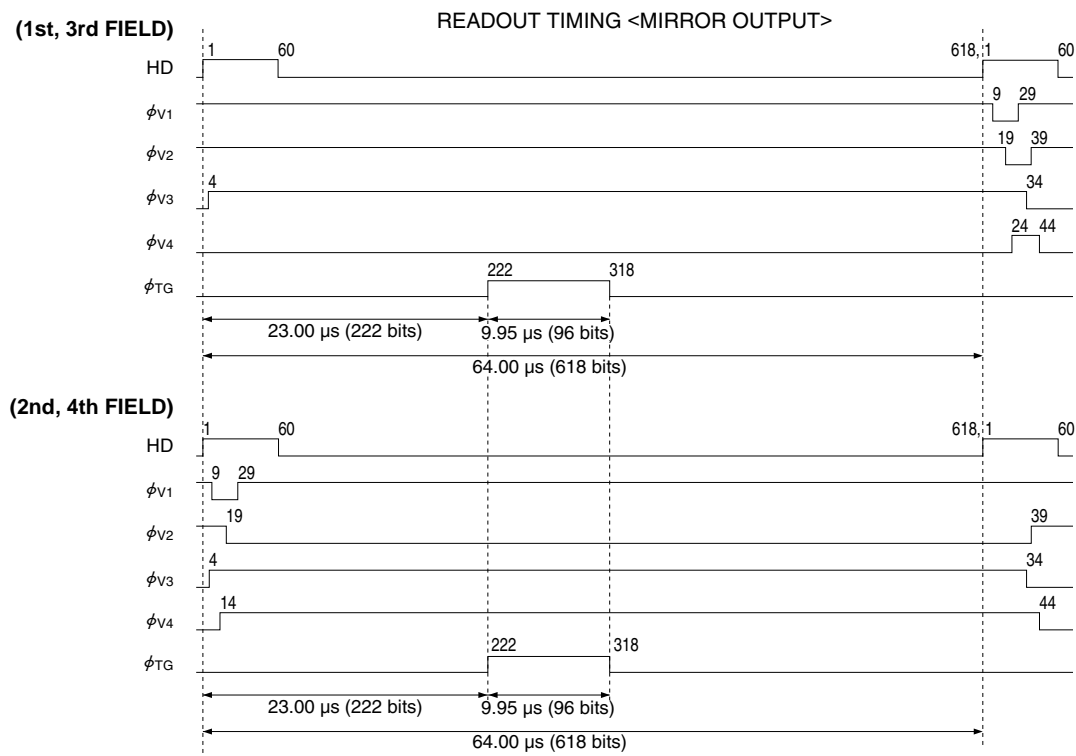 READOUT TIMING <MIRROR OUTPUT>
(1st, 3rd FIELD)
1 60 618, 1 60
HD
9 29
ϕV1
19 39
ϕV2
4 34
ϕV3
24 44
ϕV4
222 318
ϕTG
23.00 µs (222 bits) 9.95 µs (96 bits)
64.00 µs (618 bits)
(2nd, 4th FIELD)
1 60 618, 1 60
HD
9 29
ϕV1
19 39
ϕV2
4 34
ϕV3
14 44
ϕV4
222 318
ϕTG
23.00 µs (222 bits) 9.95 µs (96 bits)
64.00 µs (618 bits)